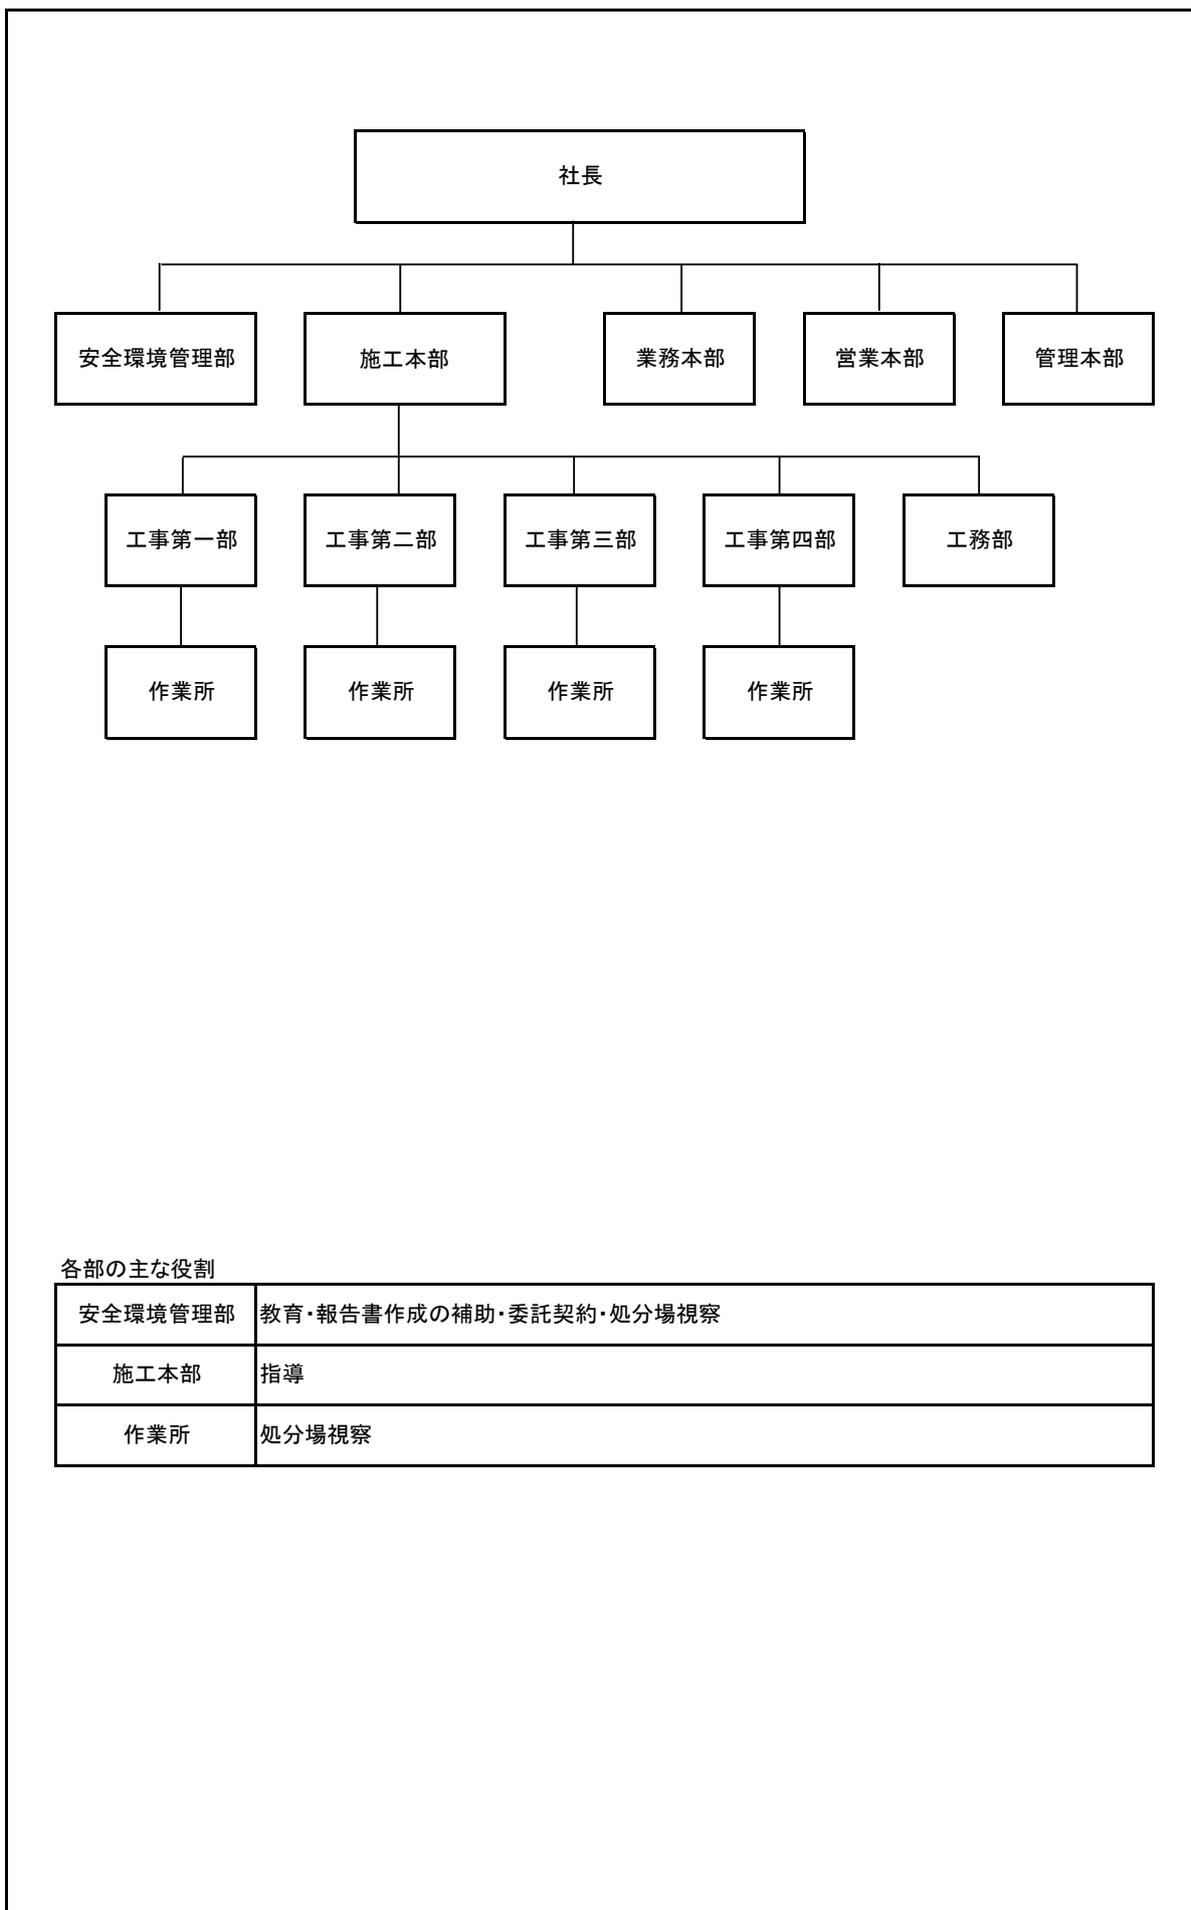 社長
安全環境管理部
施工本部
業務本部
営業本部
管理本部
工事第一部
工事第二部
工事第三部
工事第四部
工務部
作業所
作業所
作業所
作業所
各部の主な役割
安全環境管理部 教育・報告書作成の補助・委託契約・処分場視察
施工本部 指導
作業所 処分場視察